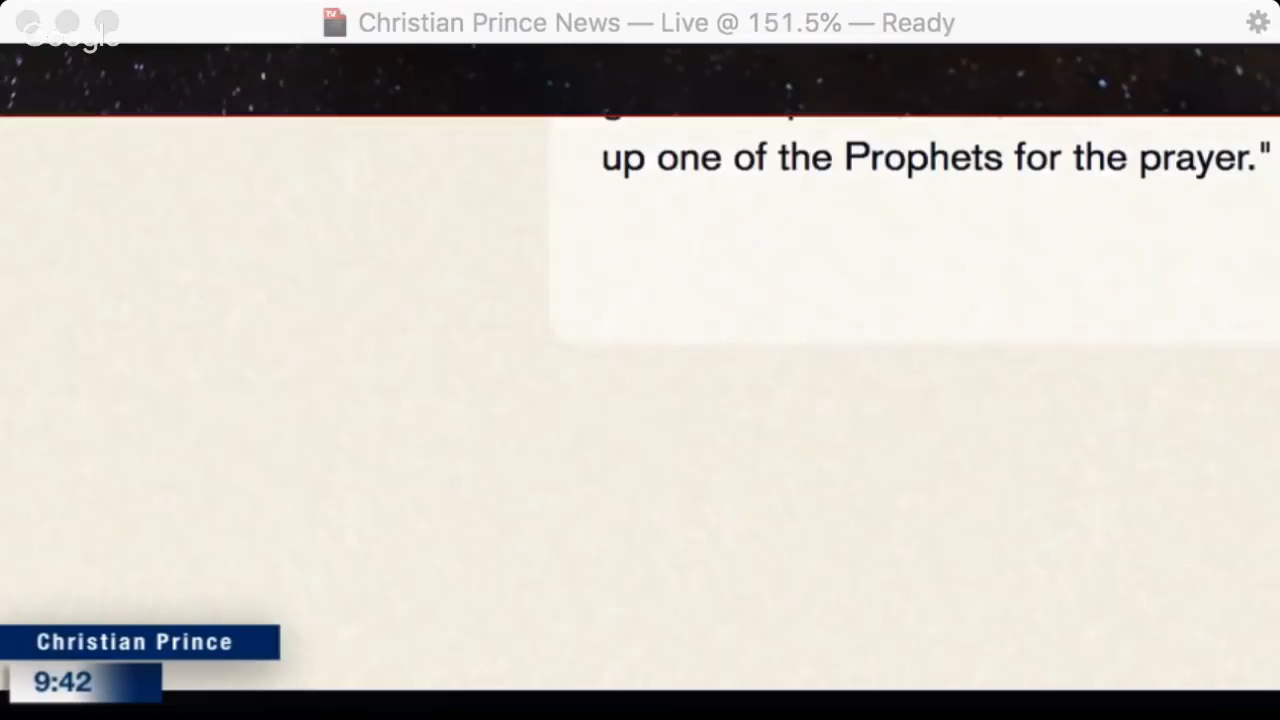 Christian Prince News — Live @ 151.5% — Ready
Google
up one of the Prophets for the prayer."
Christian Prince
9:42